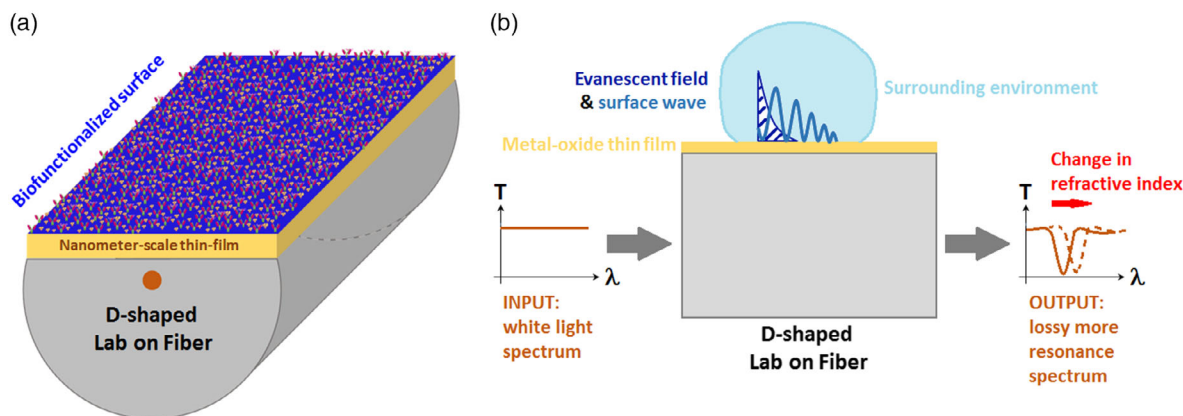 (a)
Biofunctionalized surface
Nanometer-scale thin-film
D-shaped
Lab on Fiber
(b)
Evanescent field
& surface wave
Surrounding environment
Metal-oxide thin film
T
λ
INPUT:
white light
spectrum
D-shaped
Lab on Fiber
Change in
refractive index
T
λ
OUTPUT:
lossy more
resonance
spectrum